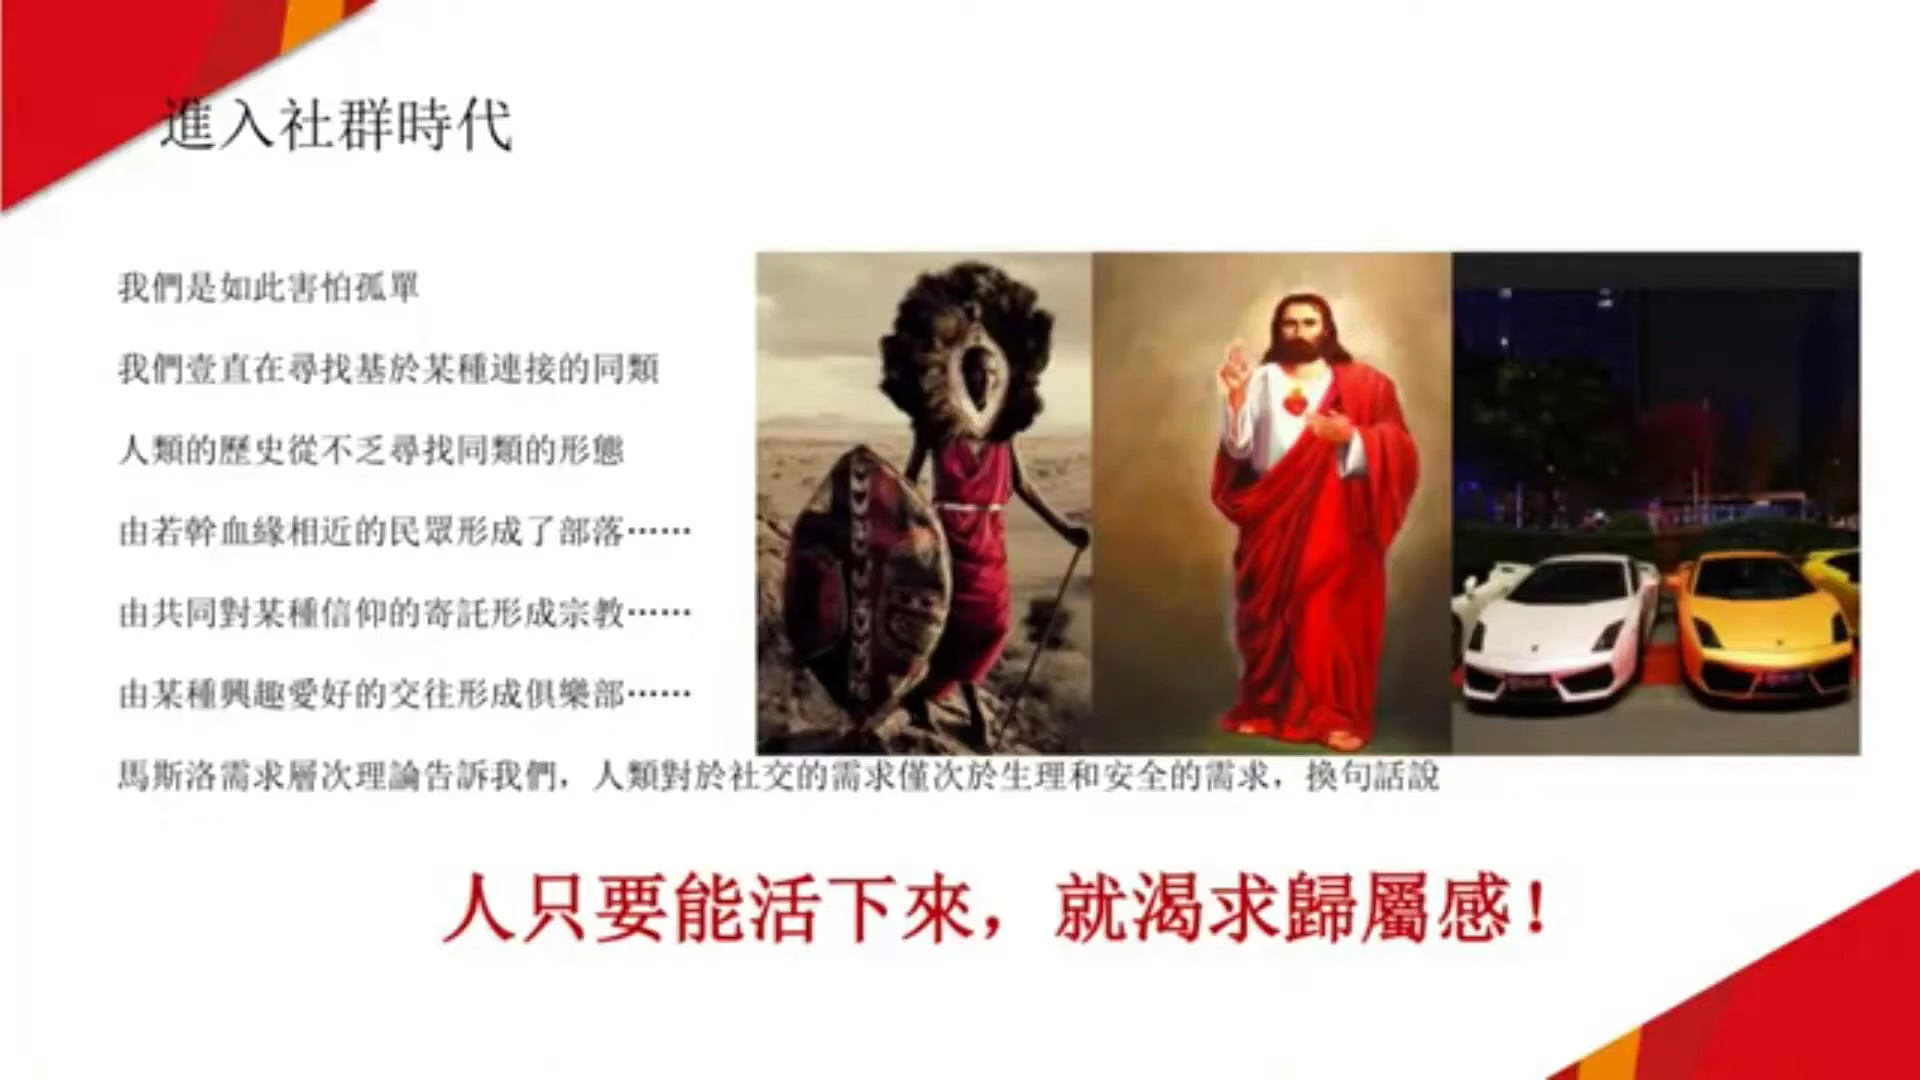 進入社群時代
我們是如此害怕孤單
我們壹直在尋找基於某種連接的同類
人類的歷史從不乏尋找同類的形態
由若幹血緣相近的民眾形成了部落……
由共同對某種信仰的寄託形成宗教……
由某種興趣愛好的交往形成俱樂部……
馬斯洛需求層次理論告訴我們，人類對於社交的需求僅次於生理和安全的需求，換句話說
人只要能活下來，就渴求歸屬感！